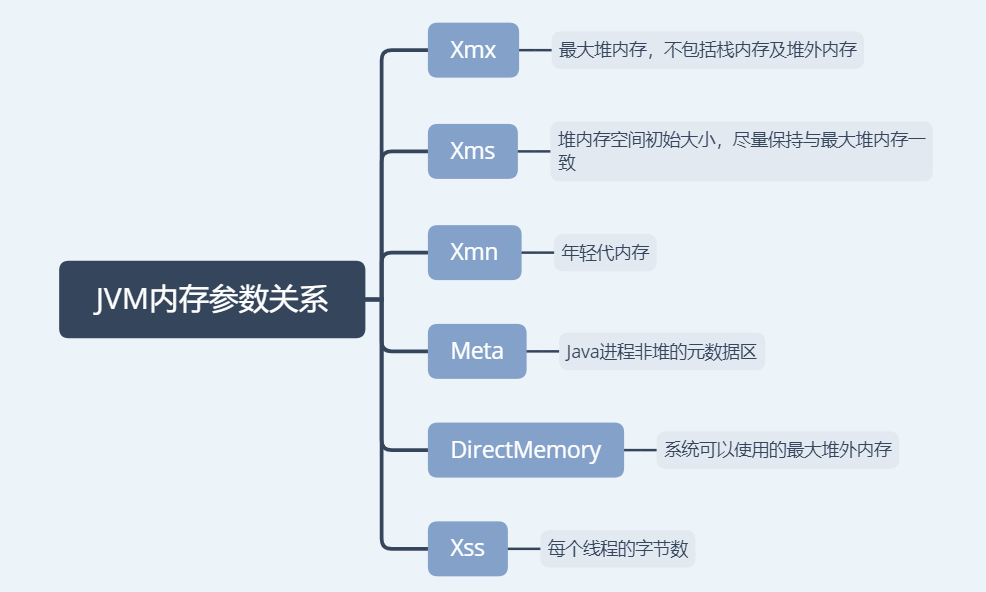 Xmx
最大堆内存，不包括栈内存及堆外内存
Xms
堆内存空间初始大小，尽量保持与最大堆内存一
致
Xmn
年轻代内存
JVM内存参数关系
Meta
Java进程非堆的元数据区
DirectMemory
系统可以使用的最大堆外内存
Xss
每个线程的字节数